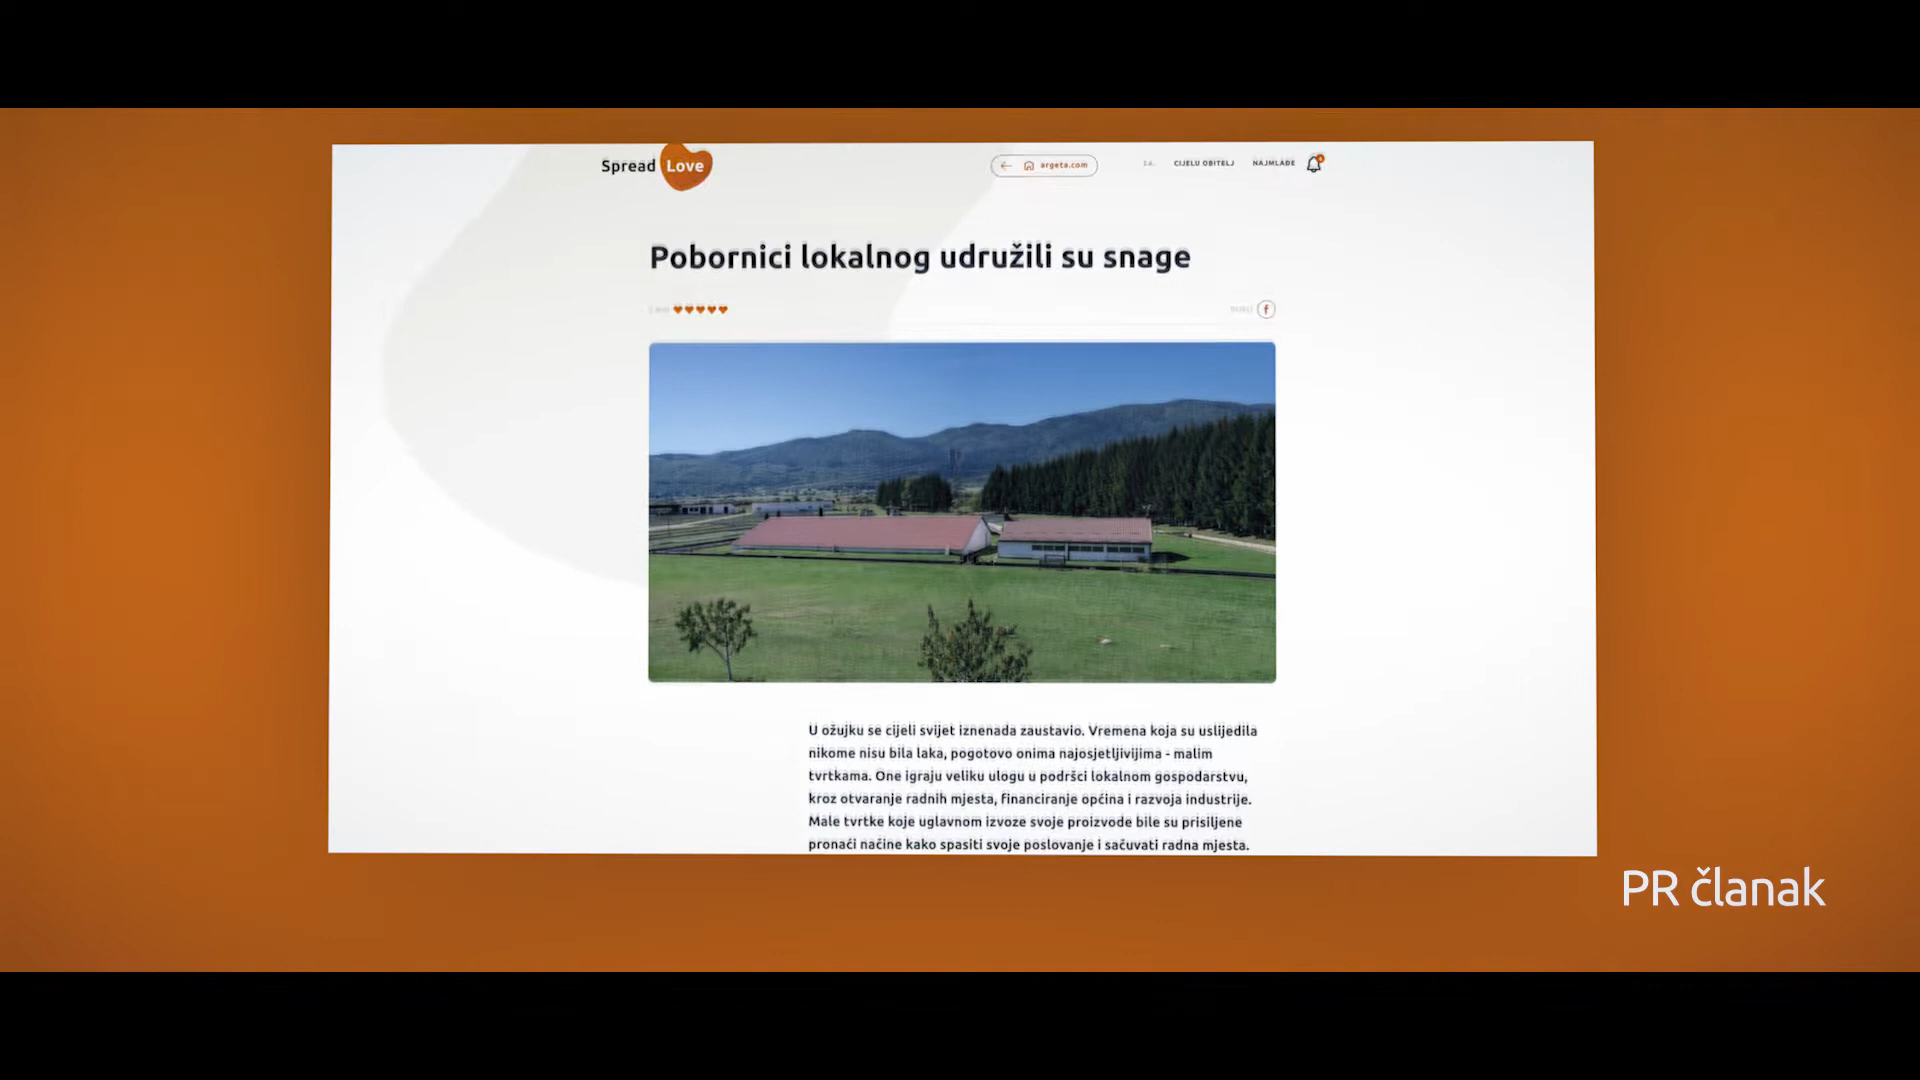 Spread Love
argeta.com
ZA:
CIJELU OBITELJ
NAJMLAĐE
Pobornici lokalnog udružili su snage
U ožujku se cijeli svijet iznenada zaustavio. Vremena koja su uslijedila
nikome nisu bila laka, pogotovo onima najosjetljivijima - malim
tvrtkama. One igraju veliku ulogu u podršci lokalnom gospodarstvu,
kroz otvaranje radnih mjesta, financiranje općina i razvoja industrije.
Male tvrtke koje uglavnom izvoze svoje proizvode bile su prisiljene
pronaći načine kako spasiti svoje poslovanje i sačuvati radna mjesta.
PR članak